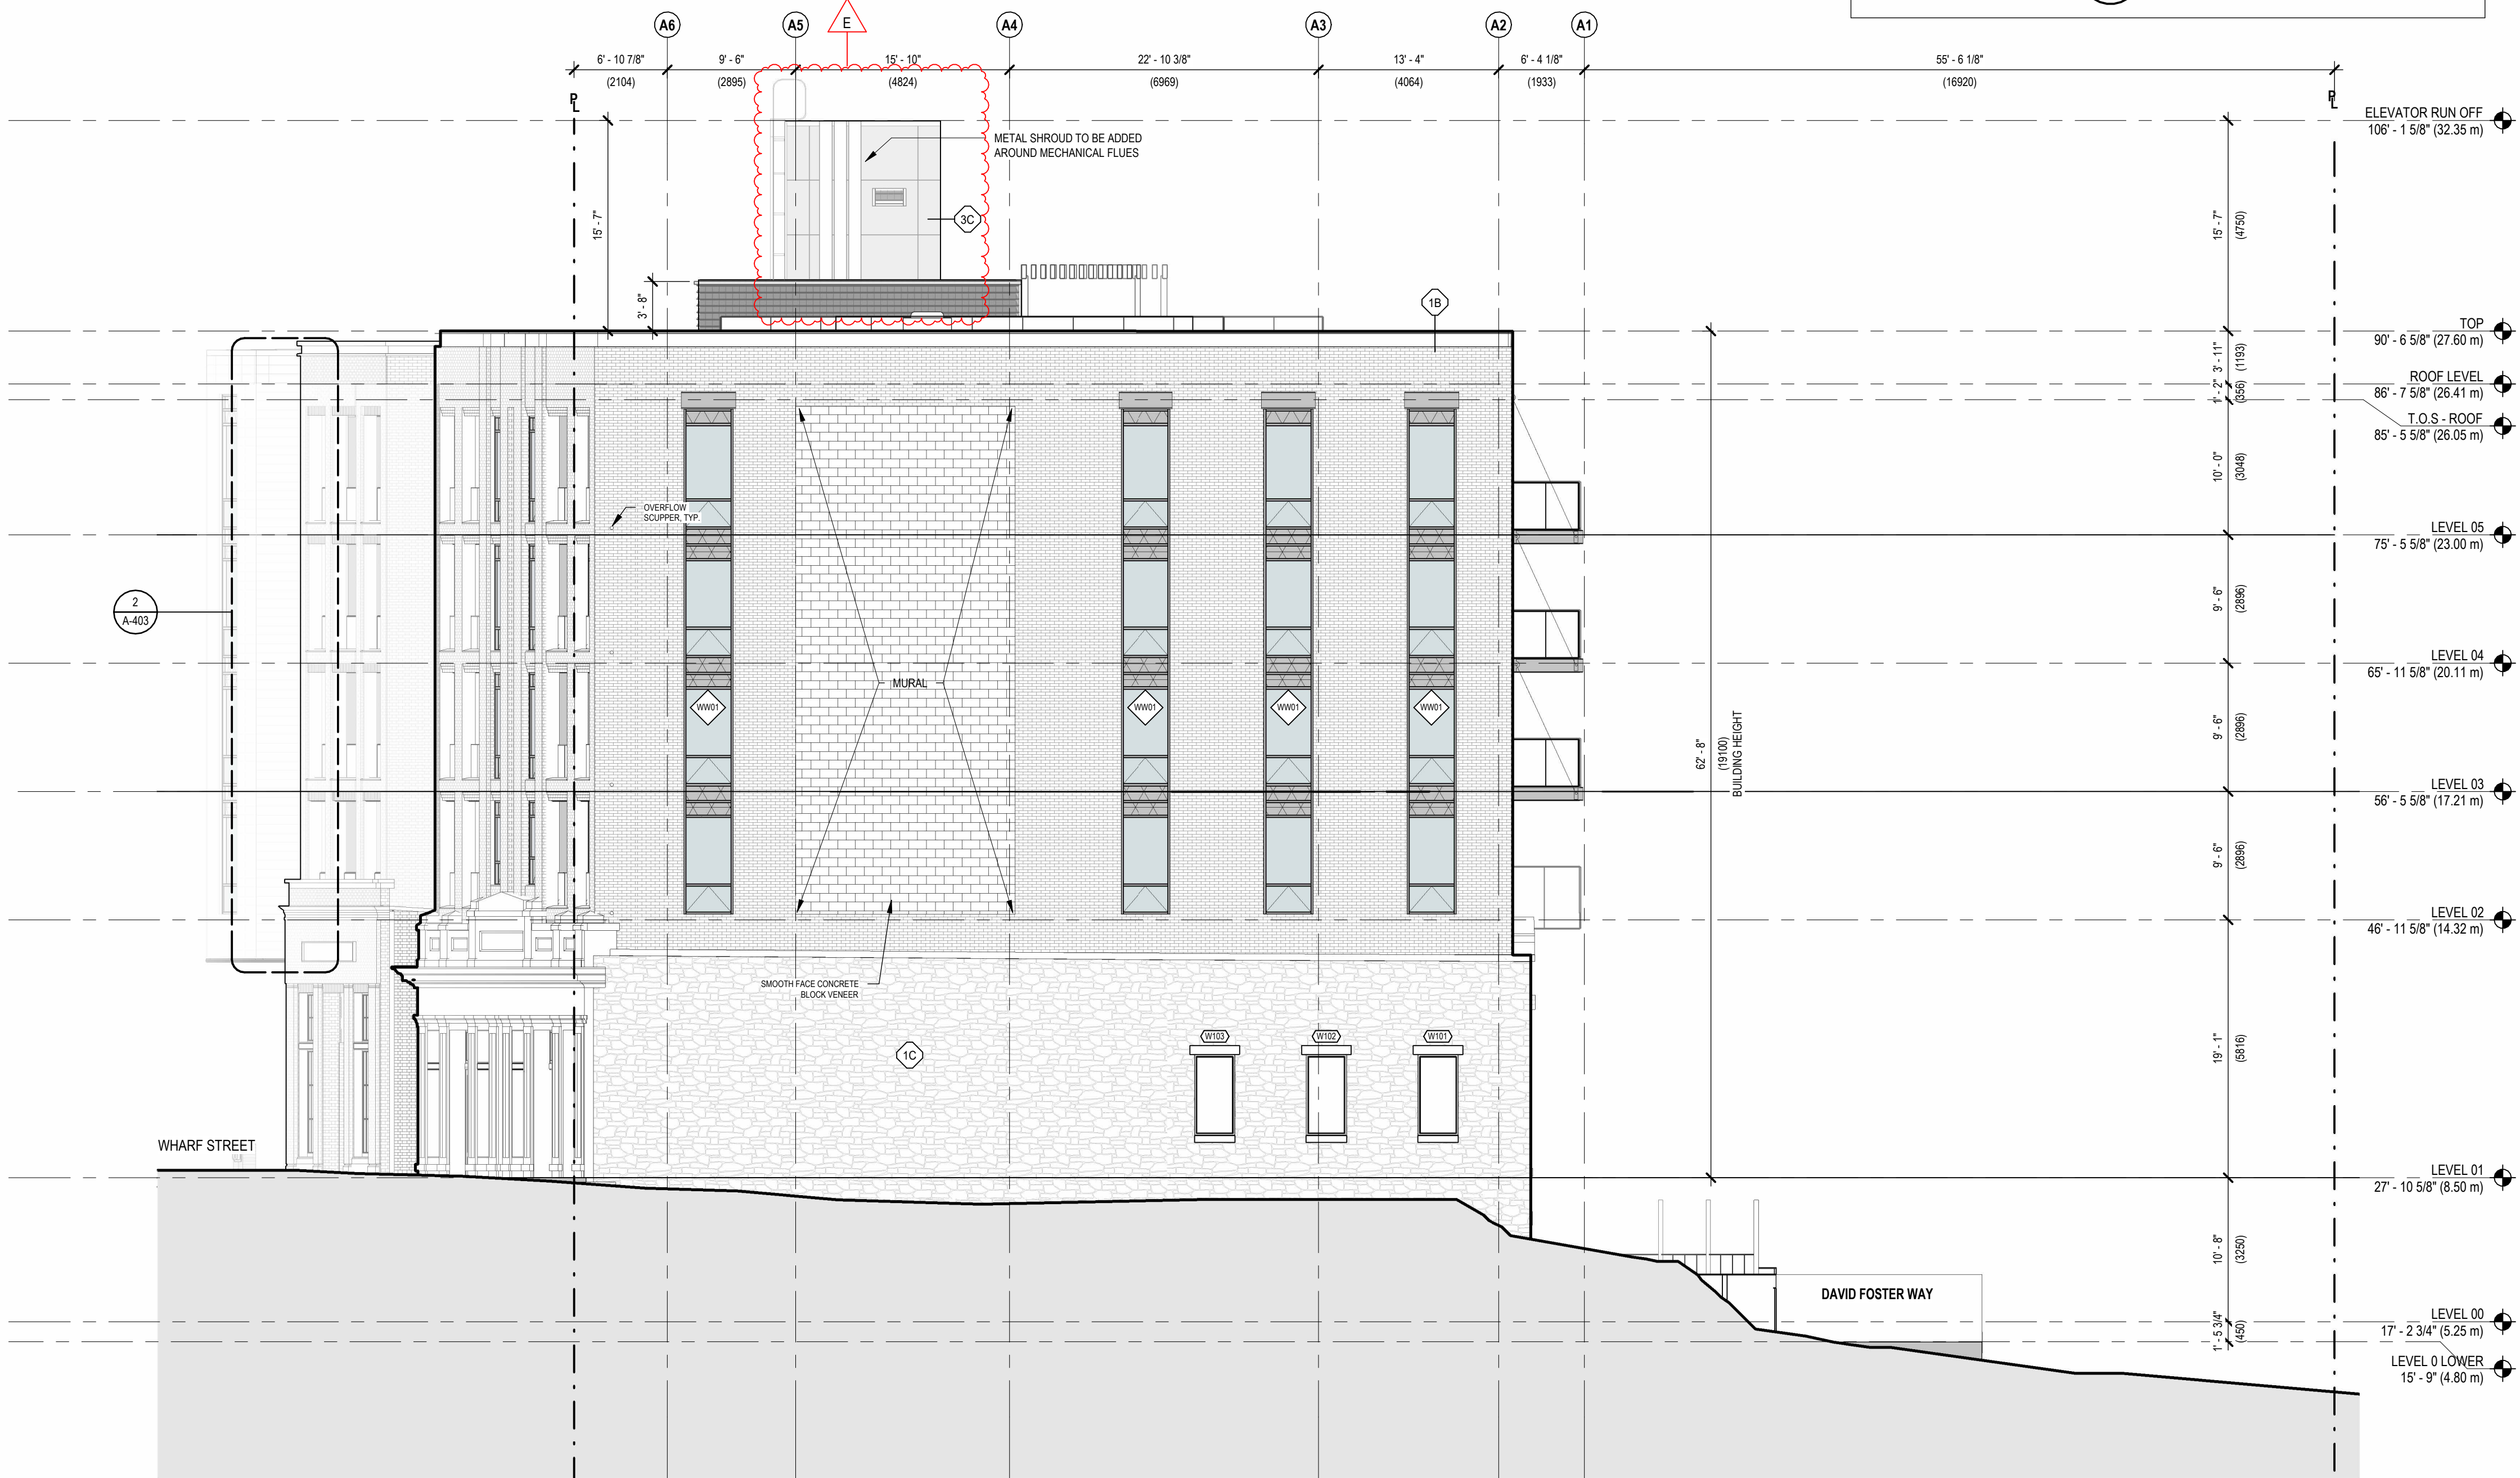 A6
A5
E
A4
A3
A2
A1
6' - 10 7/8"
9' - 6"
15' - 10"
22' - 10 3/8"
13' - 4"
6' - 4 1/8"
55' - 6 1/8"
(2104)
(2895)
(4824)
(6969)
(4064)
(1933)
(16920)
PL
PL
ELEVATOR RUN OFF
106' - 1 5/8" (32.35 m)
METAL SHROUD TO BE ADDED
AROUND MECHANICAL FLUES
15' - 7"
3C
15' - 7"
(4750)
3' - 8"
1B
TOP
90' - 6 5/8" (27.60 m)
3' - 11"
(1193)
ROOF LEVEL
86' - 7 5/8" (26.41 m)
1' - 2"
(3566)
T.O.S - ROOF
85' - 5 5/8" (26.05 m)
10' - 0"
(3048)
OVERFLOW
SCUPPER, TYP.
LEVEL 05
75' - 5 5/8" (23.00 m)
2
A-403
9' - 6"
(2896)
LEVEL 04
65' - 11 5/8" (20.11 m)
MURAL
WW01
WW01
WW01
WW01
9' - 6"
(2896)
62' - 8"
(19100)
BUILDING HEIGHT
LEVEL 03
56' - 5 5/8" (17.21 m)
9' - 6"
(2896)
LEVEL 02
46' - 11 5/8" (14.32 m)
SMOOTH FACE CONCRETE
BLOCK VENEER
1C
W103
W102
W101
19' - 1"
(5816)
WHARF STREET
LEVEL 01
27' - 10 5/8" (8.50 m)
10' - 8"
(3250)
DAVID FOSTER WAY
LEVEL 00
17' - 2 3/4" (5.25 m)
1' - 5 3/4"
(450)
LEVEL 0 LOWER
15' - 9" (4.80 m)